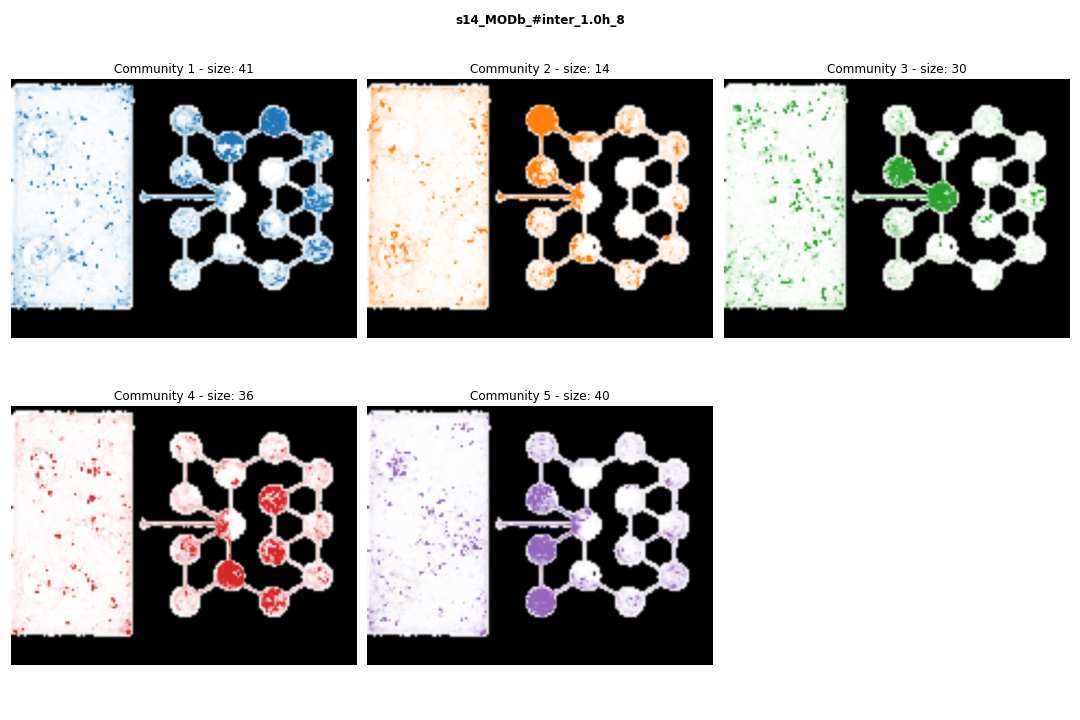 s14_MODb_#inter_1.0h_8
Community 1 - size: 41
Community 2 - size: 14
Community 3 - size: 30
Community 4 - size: 36
Community 5 - size: 40